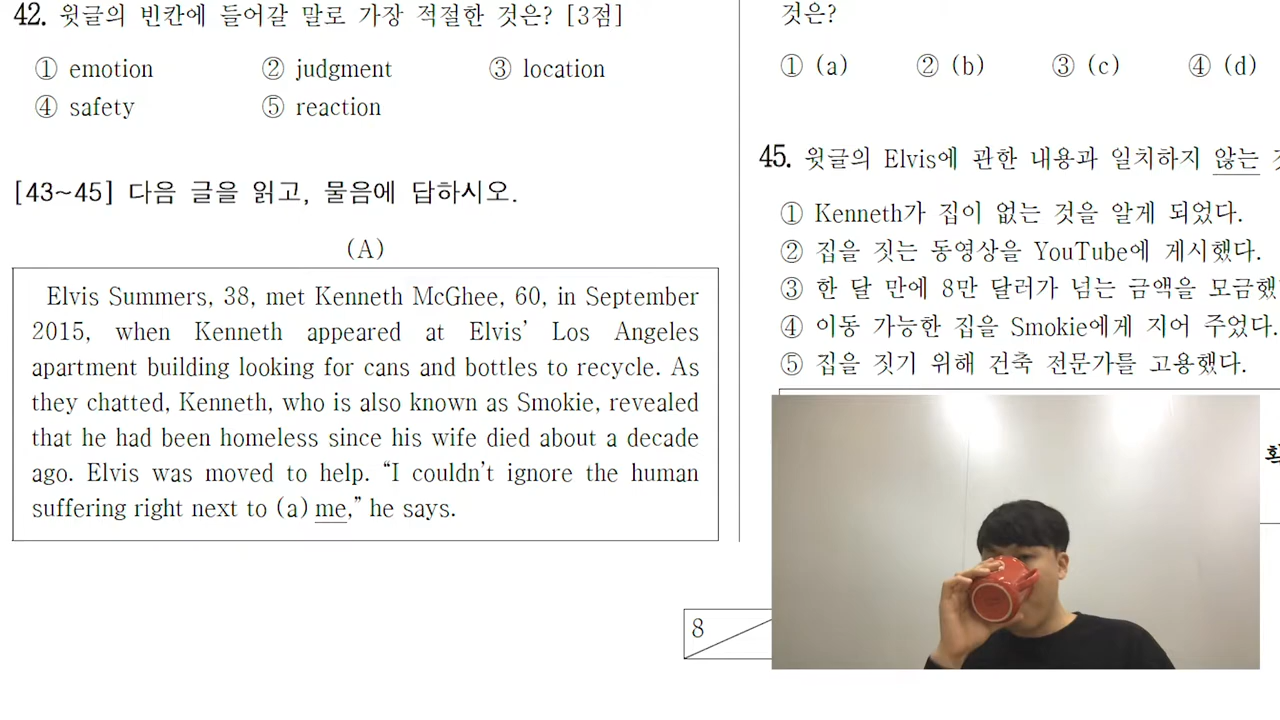 42. 윗글의 빈칸에 들어갈 말로 가장 적절한 것은? [3점]
① emotion ② judgment ③ location
④ safety ⑤ reaction
[43~45] 다음 글을 읽고, 물음에 답하시오.
(A)
Elvis Summers, 38, met Kenneth McGhee, 60, in September
2015, when Kenneth appeared at Elvis’ Los Angeles
apartment building looking for cans and bottles to recycle. As
they chatted, Kenneth, who is also known as Smokie, revealed
that he had been homeless since his wife died about a decade
ago. Elvis was moved to help. “I couldn’t ignore the human
suffering right next to (a) me,” he says.
8
것은?
① (a) ② (b) ③ (c) ④ (d)
45. 윗글의 Elvis에 관한 내용과 일치하지 않는
① Kenneth가 집이 없는 것을 알게 되었다.
② 집을 짓는 동영상을 YouTube에 게시했다.
③ 한 달 만에 8만 달러가 넘는 금액을 모금했
④ 이동 가능한 집을 Smokie에게 지어 주었다.
⑤ 집을 짓기 위해 건축 전문가를 고용했다.